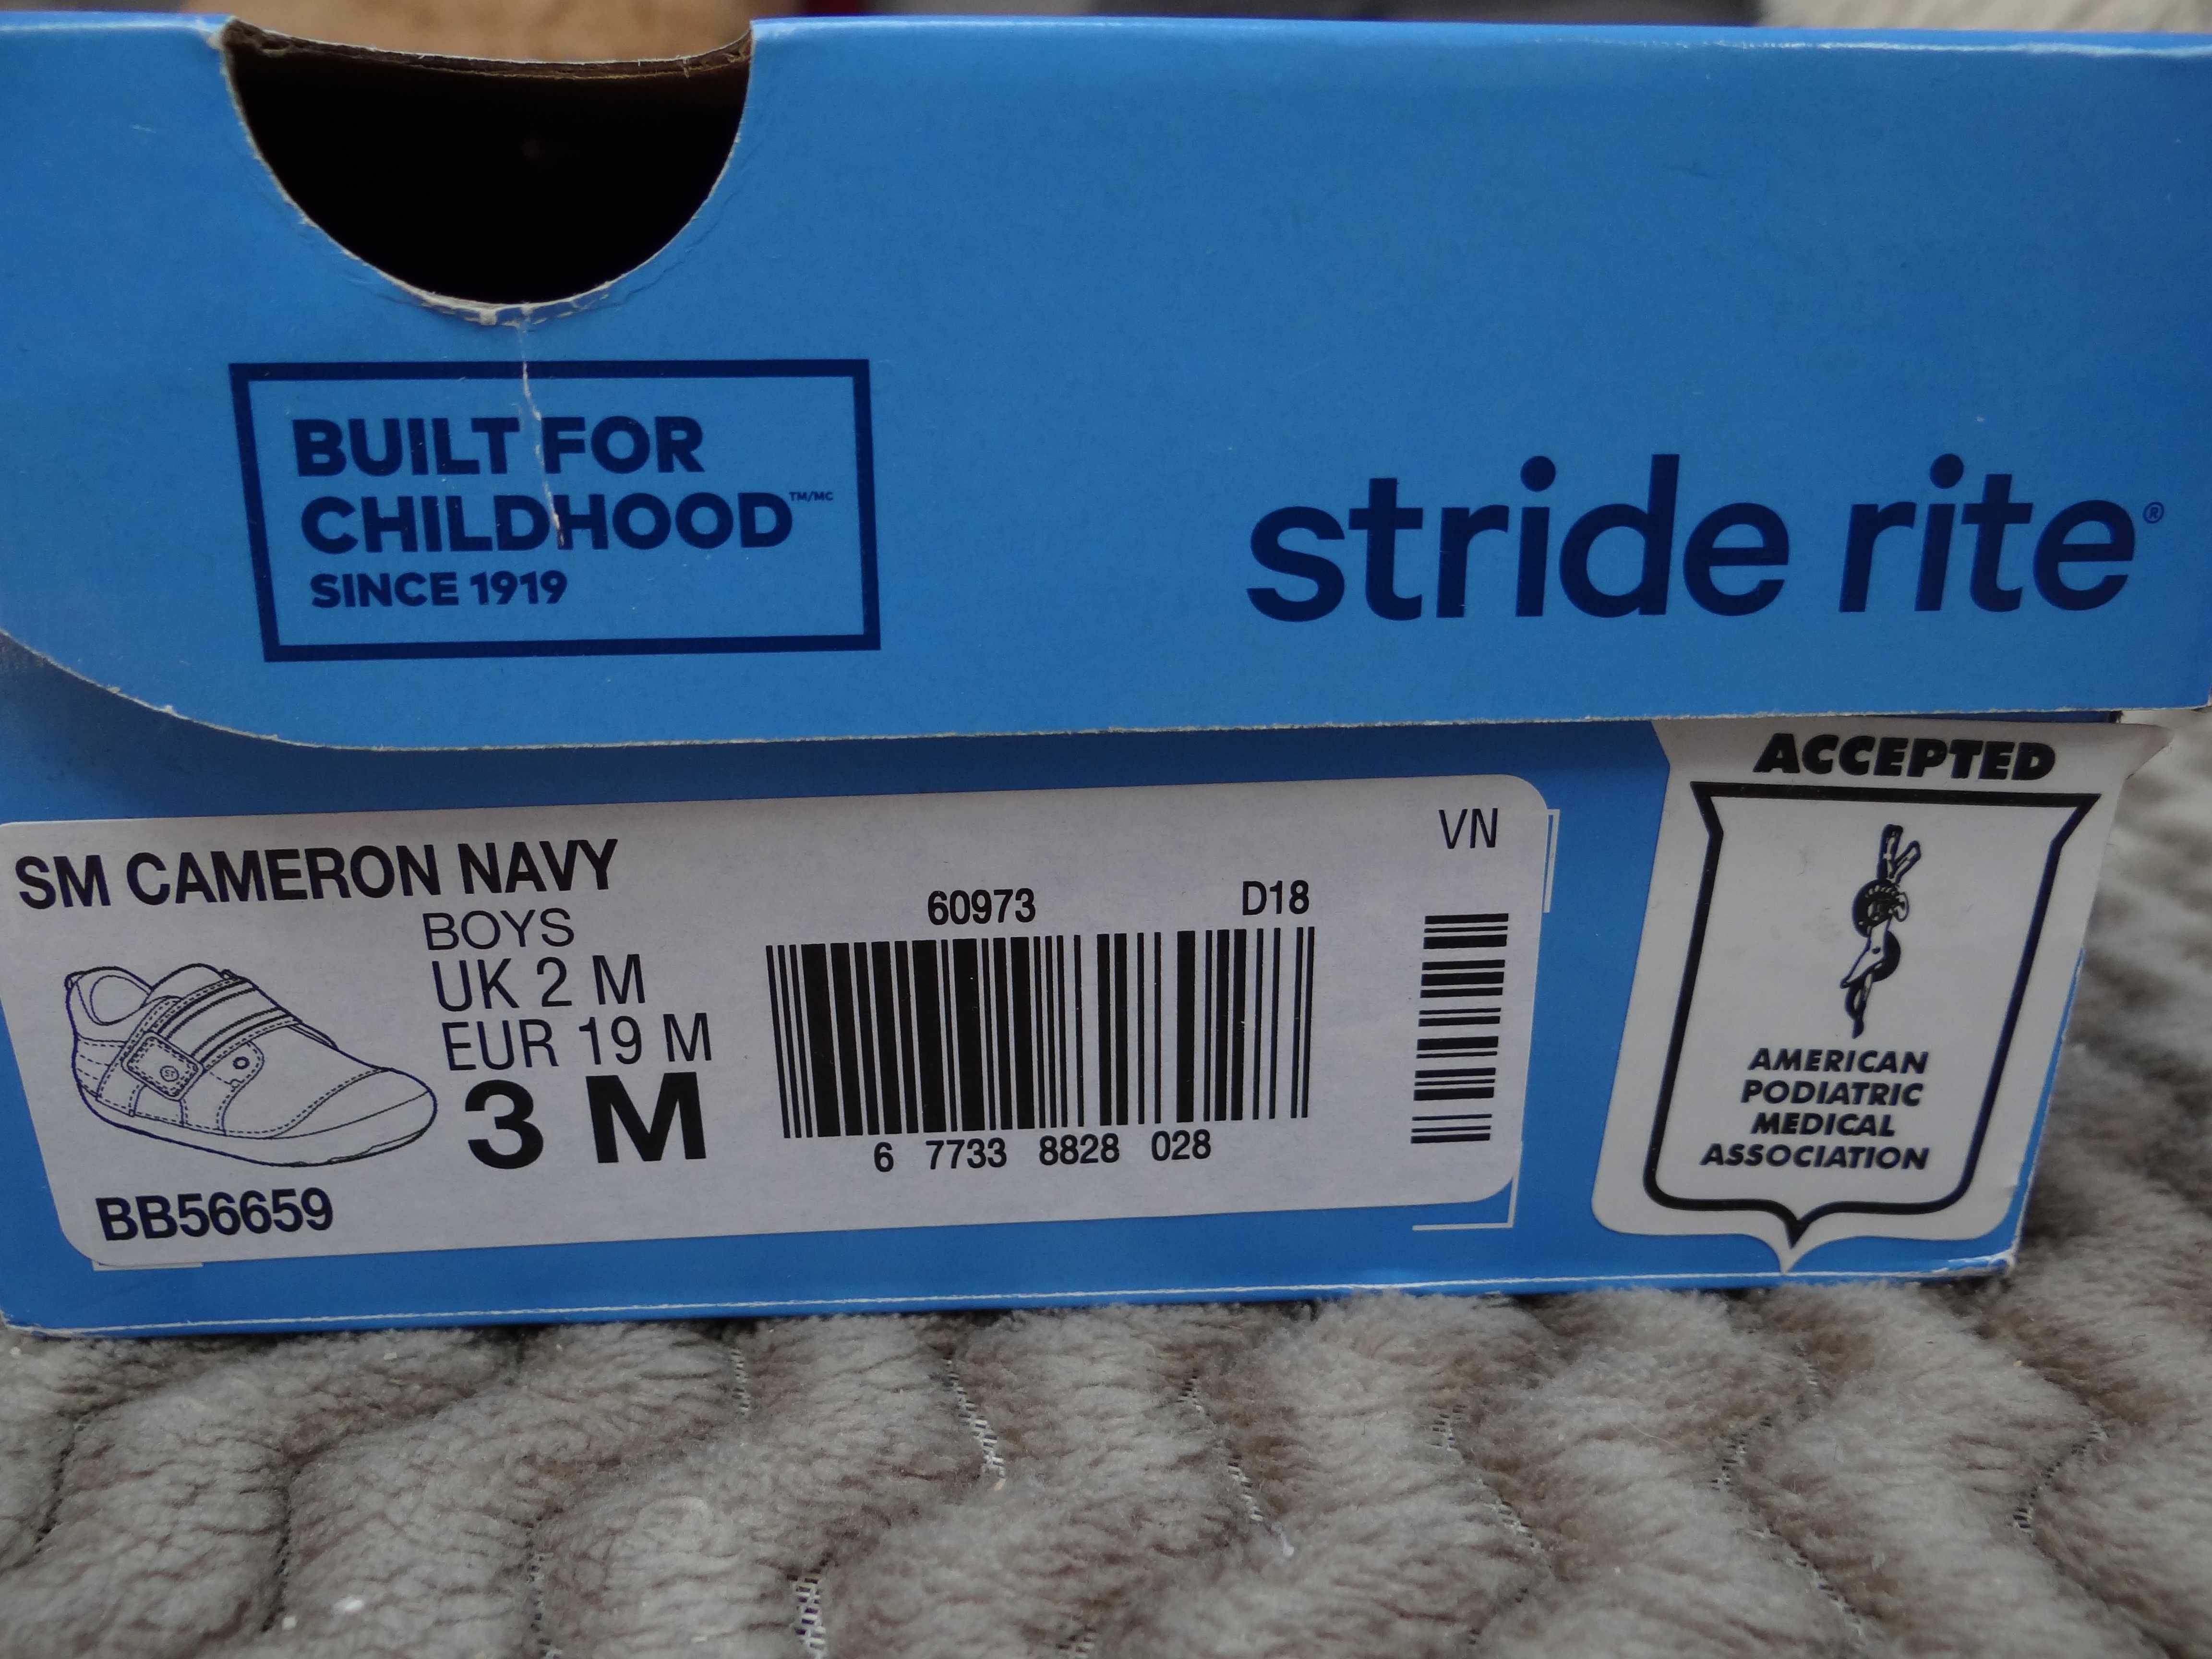 BUILT FOR
CHILDHOOD™/MC
SINCE 1919
stride rite®
SM CAMERON NAVY
BOYS
UK 2 M
EUR 19 M
3 M
BB56659
60973 D18
6 7733 8828 028
VN
ACCEPTED
AMERICAN
PODIATRIC
MEDICAL
ASSOCIATION